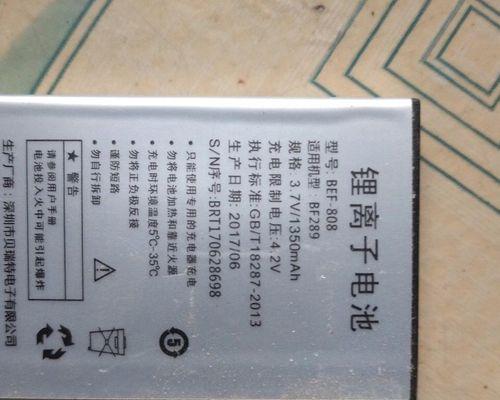 锂离子电池
型号: BEF-808
适用机型: BF289
规格: 3.7V/1350mAh
充电限制电压:4.2V
执行标准:GB/T18287-2013
生产日期: 2017/06
S/N序号:BRT170628698
•只能使用专用的充电器充电
•勿将电池加热和靠近火源
•充电时环境温度5℃-35℃
•勿将正负极反接
•谨防短路
•勿自行拆卸
★ 警告
电池投入火中可能引起爆炸
请参阅用户手册
生产厂商: 深圳市贝瑞特电子有限公司
5